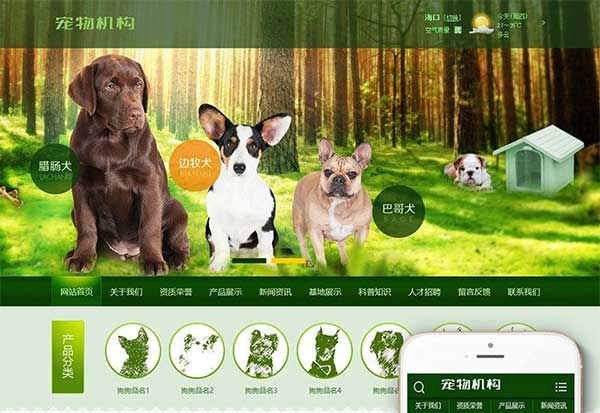 宠物机构
海口 [切换]
空气质量：优
今天(周四)
27~35℃
多云
腊肠犬
边牧犬
BIANMU
巴哥犬
BAGE
网站首页 关于我们 资质荣誉 产品展示 新闻资讯 基地展示 科普知识 人才招聘 留言反馈 联系我们
产品分类
狗狗品名1 狗狗品名2 狗狗品名3 狗狗品名4
宠物机构
关于我们 资质荣誉 产品展示 新闻资讯